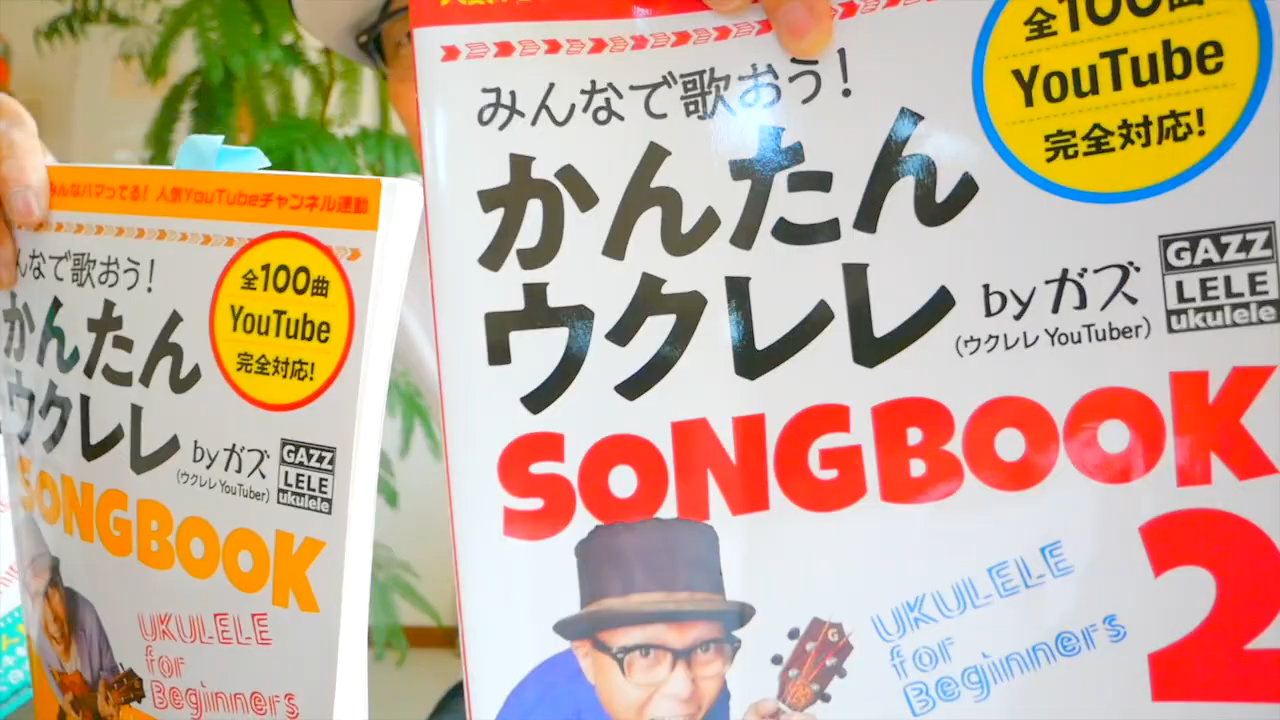 みんなハマってる! 人気YouTubeチャンネル連動
んなで歌おう!
かんたん
ウクレレ
byガズ
(ウクレレ YouTuber)
GAZZ
LELE
ukulele
SONGBOOK
全100曲
YouTube
完全対応!
UKULELE
for
Beginners
みんなで歌おう!
かんたん
ウクレレ
byガズ
(ウクレレ YouTuber)
GAZZ
LELE
ukulele
SONGBOOK
2
全100曲
YouTube
完全対応!
UKULELE
for
Beginners
G